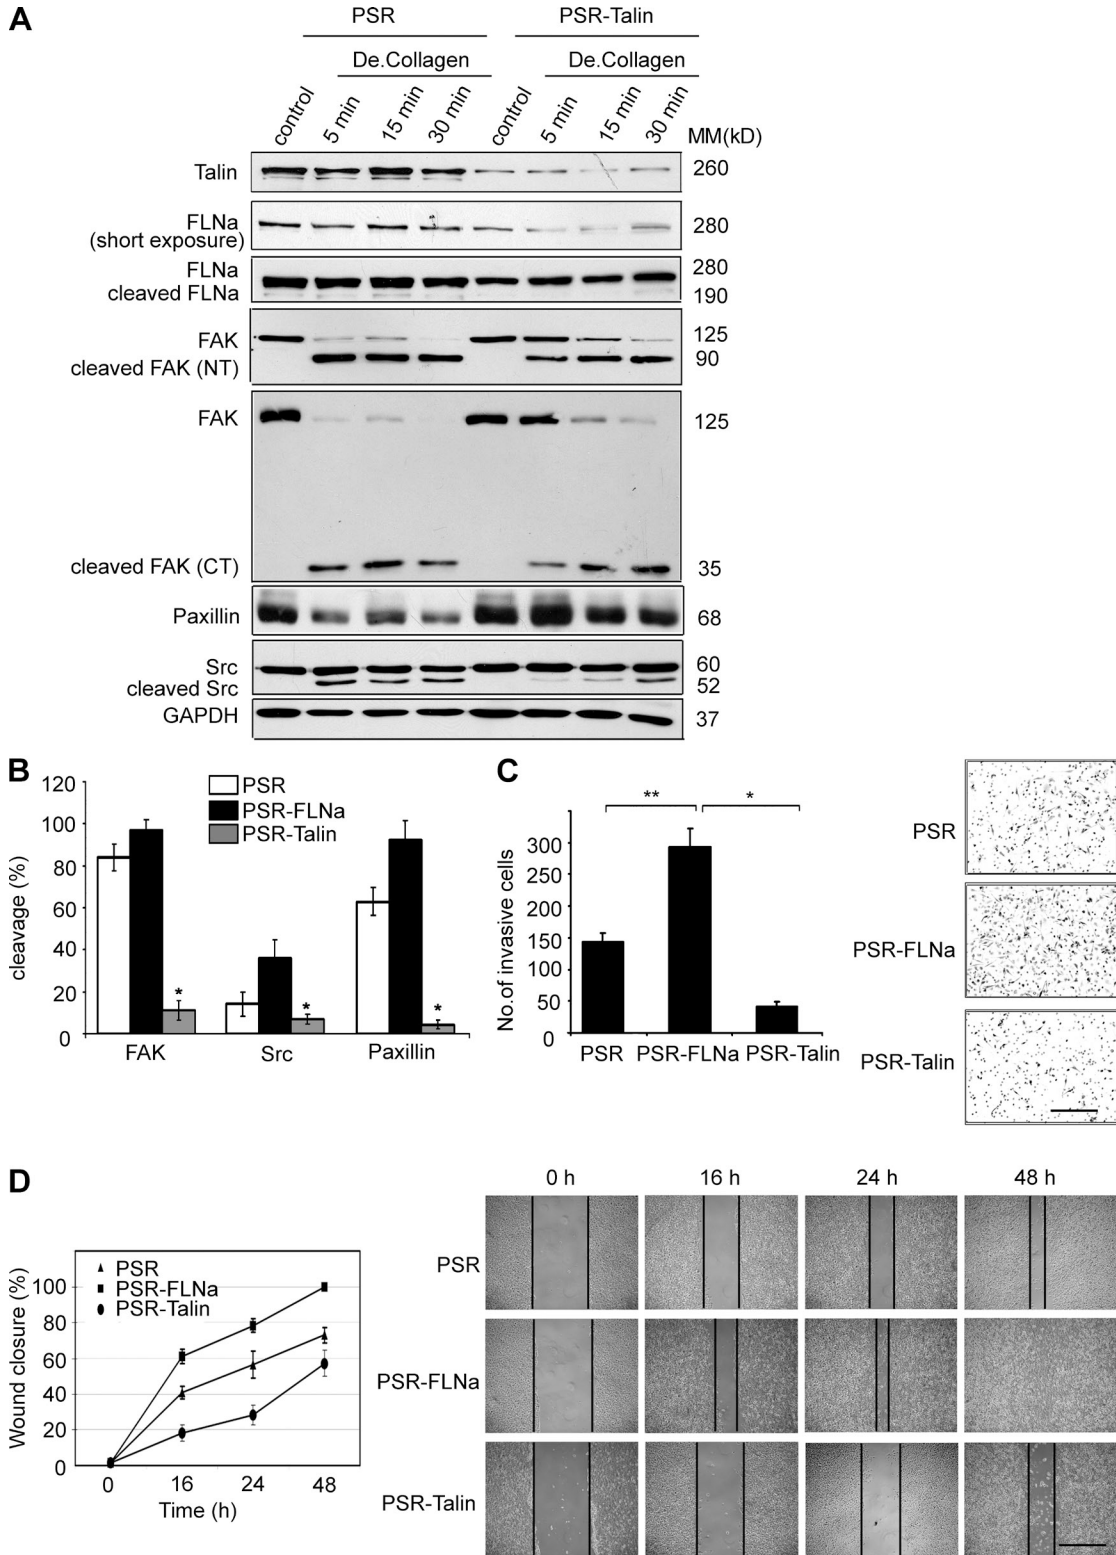 A
PSR PSR-Talin
De.Collagen De.Collagen
control 5 min 15 min 30 min control 5 min 15 min 30 min MM(kD)
Talin 260
FLNa
(short exposure) 280
FLNa 280
cleaved FLNa 190
FAK 125
cleaved FAK (NT) 90
FAK 125
cleaved FAK (CT) 35
Paxillin 68
Src 60
cleaved Src 52
GAPDH 37
B
120
100
80
60
40
20
0
cleavage (%)
PSR
PSR-FLNa
PSR-Talin
* * *
FAK Src Paxillin
C
** *
300
250
200
150
100
50
0
No.of invasive cells
PSR PSR-FLNa PSR-Talin
PSR
PSR-FLNa
PSR-Talin
D
PSR
PSR-FLNa
PSR-Talin
100
80
60
40
20
0
Wound closure (%)
0 16 24 48
Time (h)
0 h 16 h 24 h 48 h
PSR
PSR-FLNa
PSR-Talin